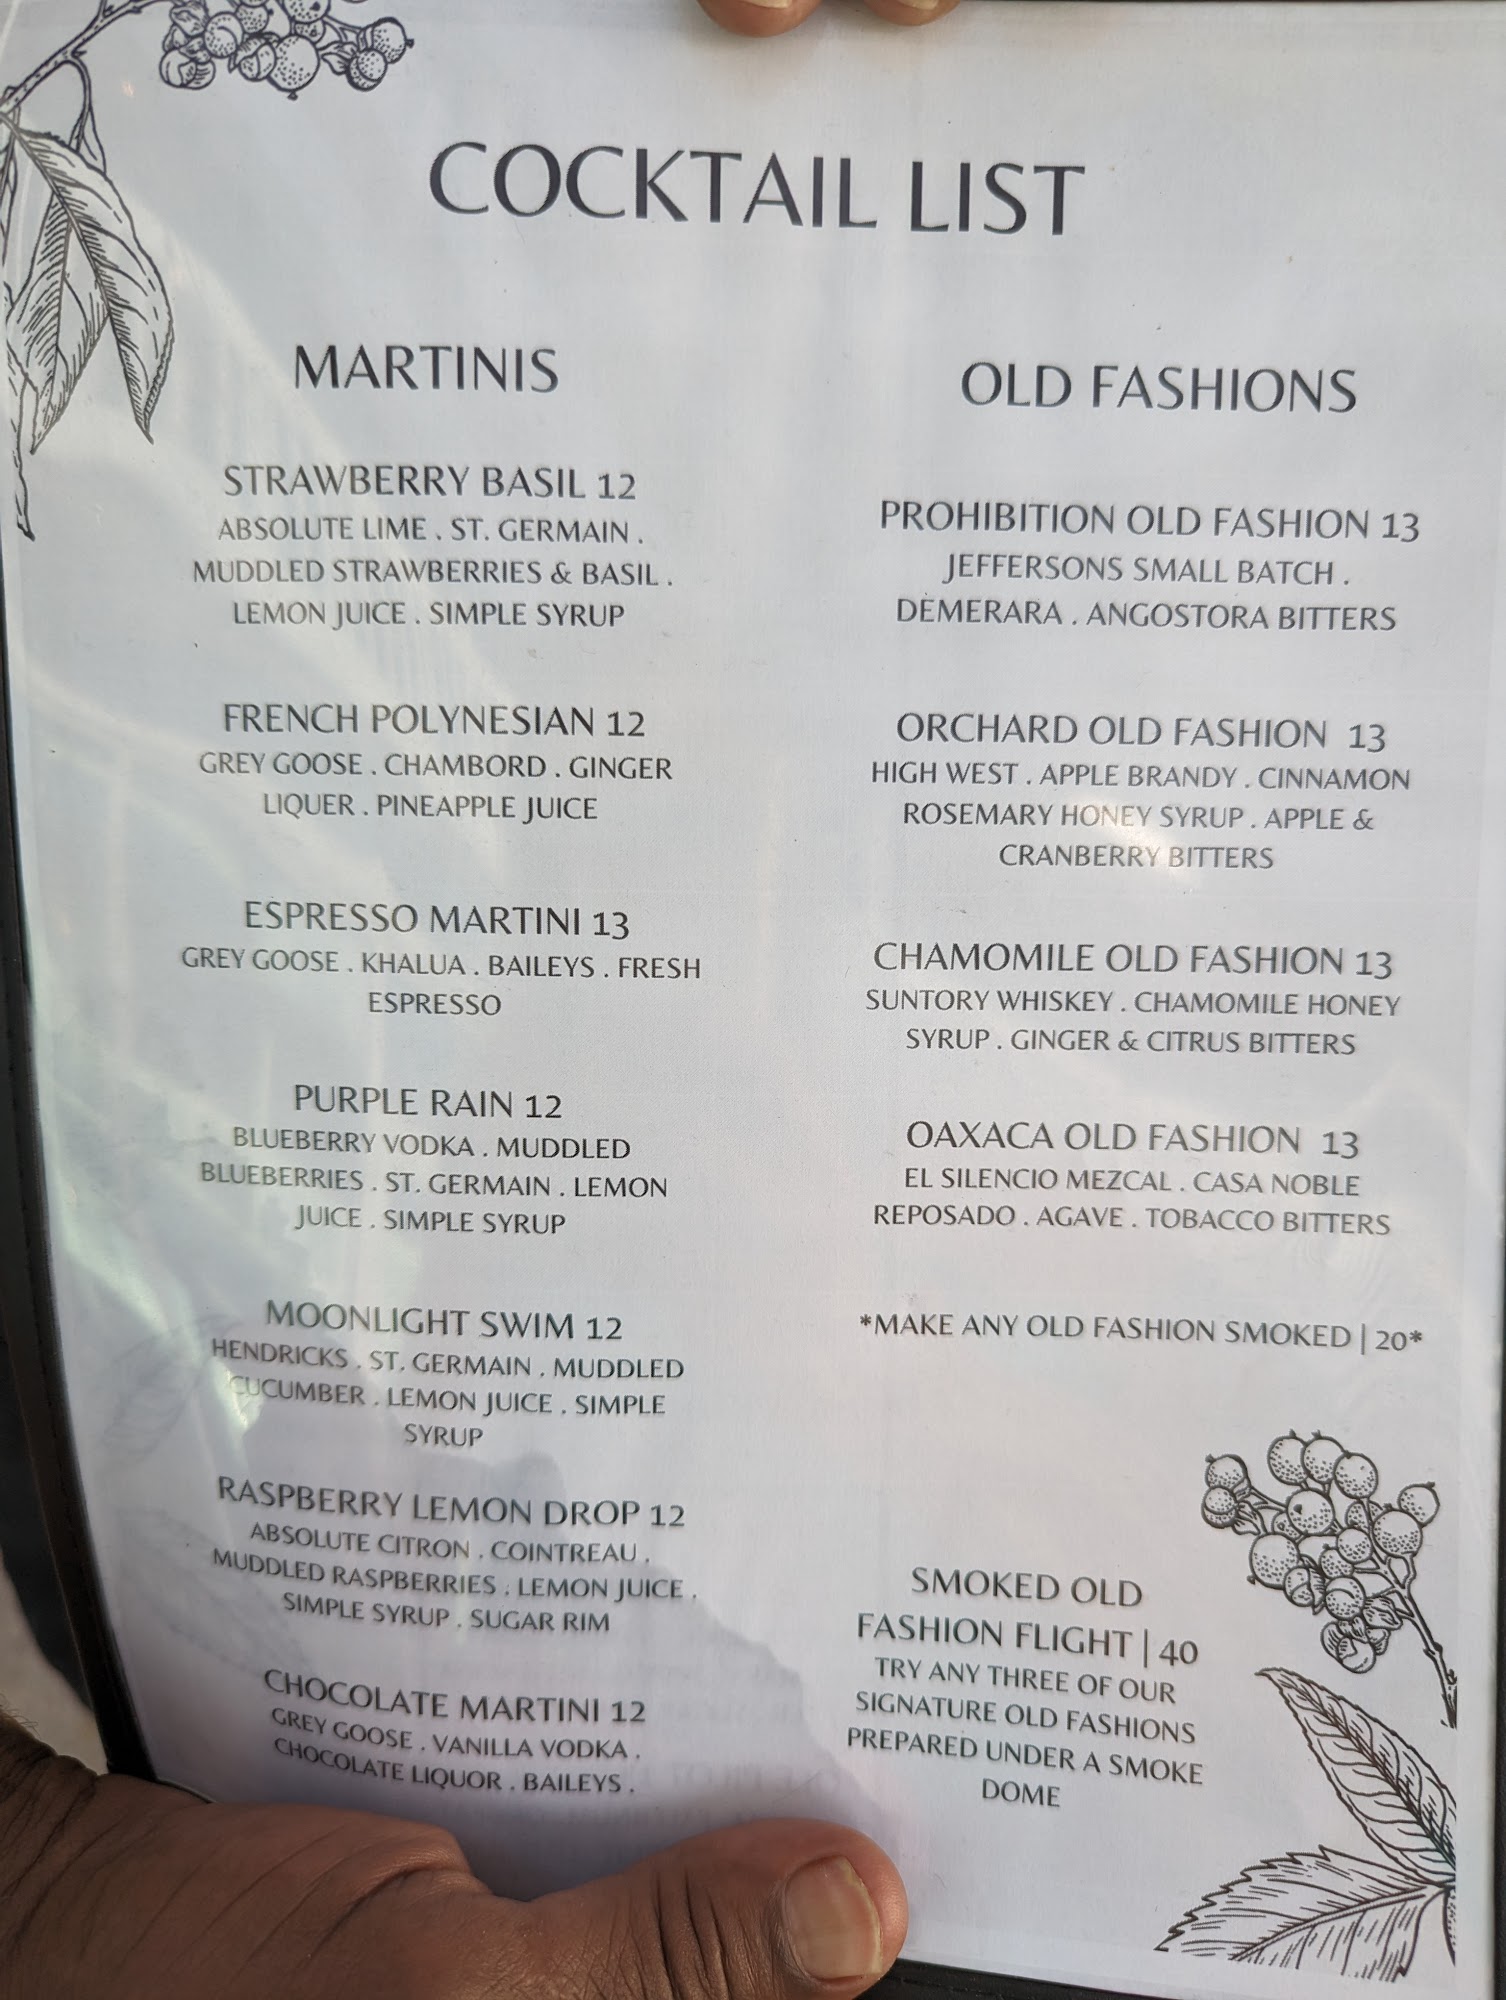 COCKTAIL LIST
MARTINIS
STRAWBERRY BASIL 12
ABSOLUTE LIME . ST. GERMAIN .
MUDDLED STRAWBERRIES & BASIL .
LEMON JUICE . SIMPLE SYRUP
FRENCH POLYNESIAN 12
GREY GOOSE . CHAMBORD . GINGER
LIQUER . PINEAPPLE JUICE
ESPRESSO MARTINI 13
GREY GOOSE . KHALUA . BAILEYS . FRESH
ESPRESSO
PURPLE RAIN 12
BLUEBERRY VODKA . MUDDLED
BLUEBERRIES . ST. GERMAIN . LEMON
JUICE . SIMPLE SYRUP
MOONLIGHT SWIM 12
HENDRICKS . ST. GERMAIN . MUDDLED
CUCUMBER . LEMON JUICE . SIMPLE
SYRUP
RASPBERRY LEMON DROP 12
ABSOLUTE CITRON . COINTREAU .
MUDDLED RASPBERRIES . LEMON JUICE .
SIMPLE SYRUP . SUGAR RIM
CHOCOLATE MARTINI 12
GREY GOOSE . VANILLA VODKA .
CHOCOLATE LIQUOR . BAILEYS .
OLD FASHIONS
PROHIBITION OLD FASHION 13
JEFFERSONS SMALL BATCH .
DEMERARA . ANGOSTORA BITTERS
ORCHARD OLD FASHION 13
HIGH WEST . APPLE BRANDY . CINNAMON
ROSEMARY HONEY SYRUP . APPLE &
CRANBERRY BITTERS
CHAMOMILE OLD FASHION 13
SUNTORY WHISKEY . CHAMOMILE HONEY
SYRUP . GINGER & CITRUS BITTERS
OAXACA OLD FASHION 13
EL SILENCIO MEZCAL . CASA NOBLE
REPOSADO . AGAVE . TOBACCO BITTERS
*MAKE ANY OLD FASHION SMOKED | 20*
SMOKED OLD
FASHION FLIGHT | 40
TRY ANY THREE OF OUR
SIGNATURE OLD FASHIONS
PREPARED UNDER A SMOKE
DOME